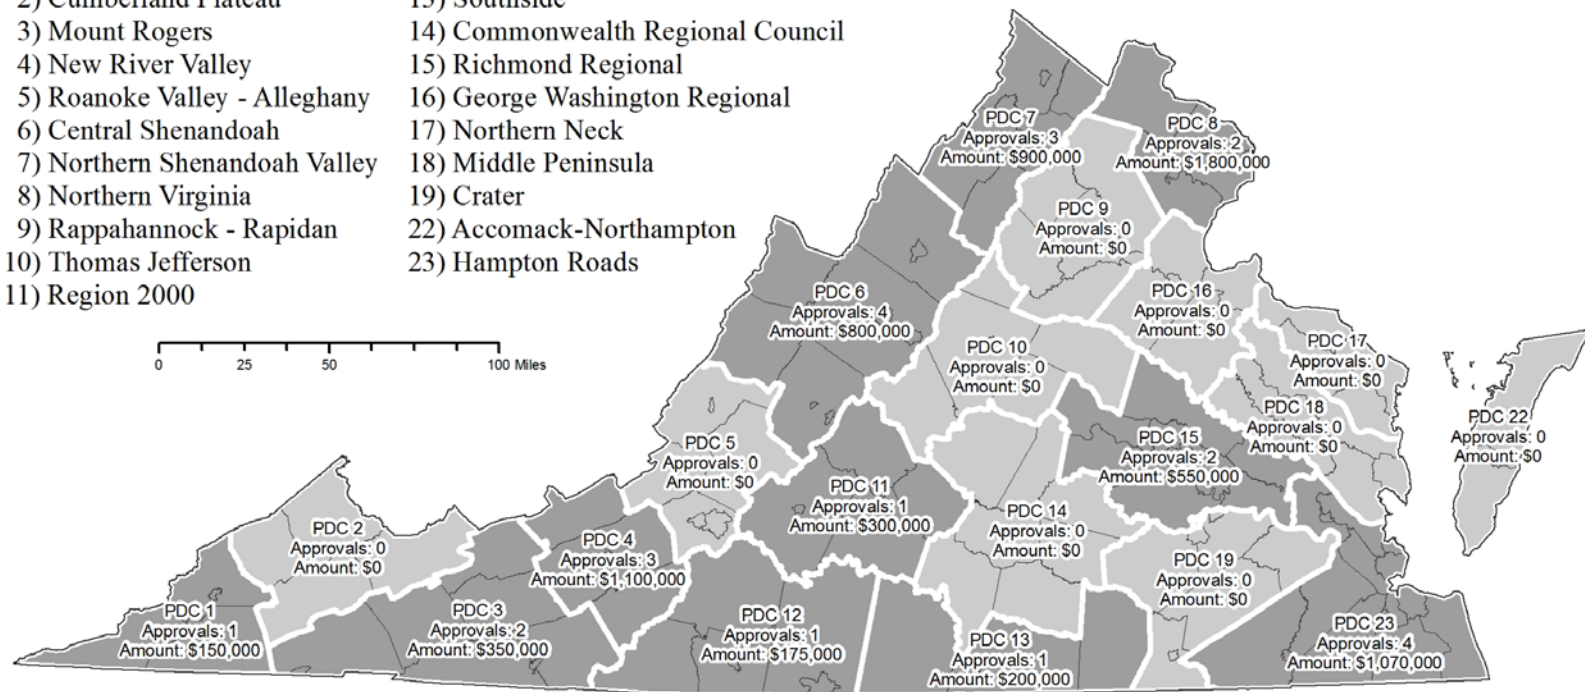 2) Cumberland Plateau
3) Mount Rogers
4) New River Valley
5) Roanoke Valley - Alleghany
6) Central Shenandoah
7) Northern Shenandoah Valley
8) Northern Virginia
9) Rappahannock - Rapidan
10) Thomas Jefferson
11) Region 2000
13) Southside
14) Commonwealth Regional Council
15) Richmond Regional
16) George Washington Regional
17) Northern Neck
18) Middle Peninsula
19) Crater
22) Accomack-Northampton
23) Hampton Roads
0 25 50 100 Miles
PDC 7
Approvals: 3
Amount: $900,000
PDC 8
Approvals: 2
Amount: $1,800,000
PDC 9
Approvals: 0
Amount: $0
PDC 6
Approvals: 4
Amount: $800,000
PDC 16
Approvals: 0
Amount: $0
PDC 10
Approvals: 0
Amount: $0
PDC 17
Approvals: 0
Amount: $0
PDC 18
Approvals: 0
Amount: $0
PDC 22
Approvals: 0
Amount: $0
PDC 5
Approvals: 0
Amount: $0
PDC 15
Approvals: 2
Amount: $550,000
PDC 11
Approvals: 1
Amount: $300,000
PDC 14
Approvals: 0
Amount: $0
PDC 2
Approvals: 0
Amount: $0
PDC 4
Approvals: 3
Amount: $1,100,000
PDC 19
Approvals: 0
Amount: $0
PDC 1
Approvals: 1
Amount: $150,000
PDC 3
Approvals: 2
Amount: $350,000
PDC 12
Approvals: 1
Amount: $175,000
PDC 13
Approvals: 1
Amount: $200,000
PDC 23
Approvals: 4
Amount: $1,070,000